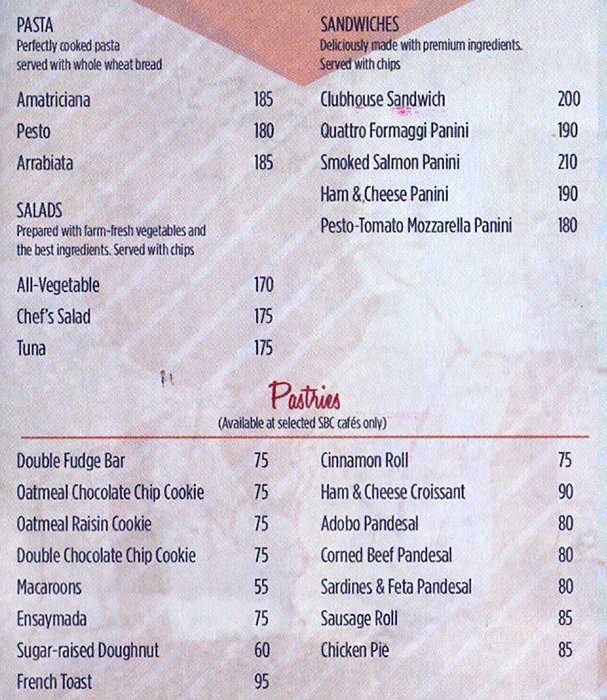 PASTA
Perfectly cooked pasta
served with whole wheat bread
Amatriciana 185
Pesto 180
Arrabiata 185
SALADS
Prepared with farm-fresh vegetables and
the best ingredients. Served with chips
All-Vegetable 170
Chef's Salad 175
Tuna 175
SANDWICHES
Deliciously made with premium ingredients.
Served with chips
Clubhouse Sandwich 200
Quattro Formaggi Panini 190
Smoked Salmon Panini 210
Ham & Cheese Panini 190
Pesto-Tomato Mozzarella Panini 180
Pastries
(Available at selected SBC cafés only)
Double Fudge Bar 75
Oatmeal Chocolate Chip Cookie 75
Oatmeal Raisin Cookie 75
Double Chocolate Chip Cookie 75
Macaroons 55
Ensaymada 75
Sugar-raised Doughnut 60
French Toast 95
Cinnamon Roll 75
Ham & Cheese Croissant 90
Adobo Pandesal 80
Corned Beef Pandesal 80
Sardines & Feta Pandesal 80
Sausage Roll 85
Chicken Pie 85